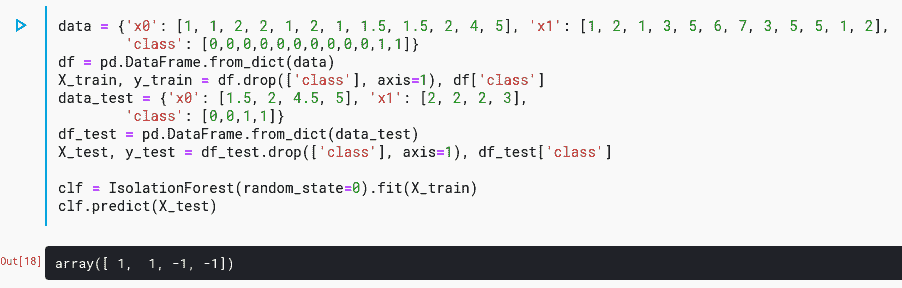 data = {'x0': [1, 1, 2, 2, 1, 2, 1, 1.5, 1.5, 2, 4, 5], 'x1': [1, 2, 1, 3, 5, 6, 7, 3, 5, 5, 1, 2],
'class': [0,0,0,0,0,0,0,0,0,0,1,1]}
df = pd.DataFrame.from_dict(data)
X_train, y_train = df.drop(['class'], axis=1), df['class']
data_test = {'x0': [1.5, 2, 4.5, 5], 'x1': [2, 2, 2, 3],
'class': [0,0,1,1]}
df_test = pd.DataFrame.from_dict(data_test)
X_test, y_test = df_test.drop(['class'], axis=1), df_test['class']
clf = IsolationForest(random_state=0).fit(X_train)
clf.predict(X_test)
Out[18] array([ 1,  1, -1, -1])